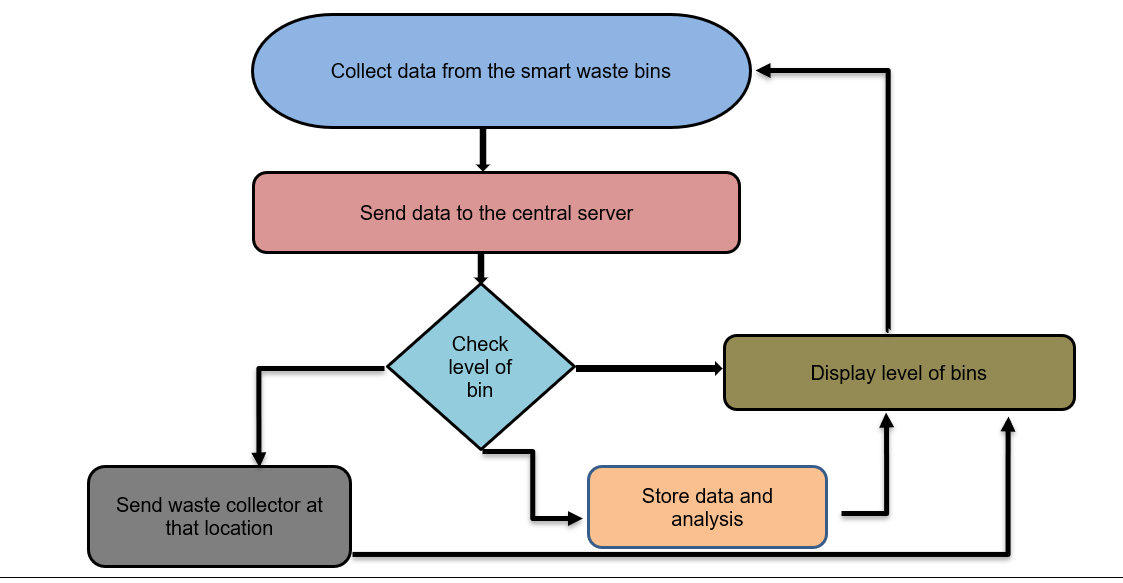 Collect data from the smart waste bins
Send data to the central server
Check
level of
bin
Display level of bins
Send waste collector at
that location
Store data and
analysis